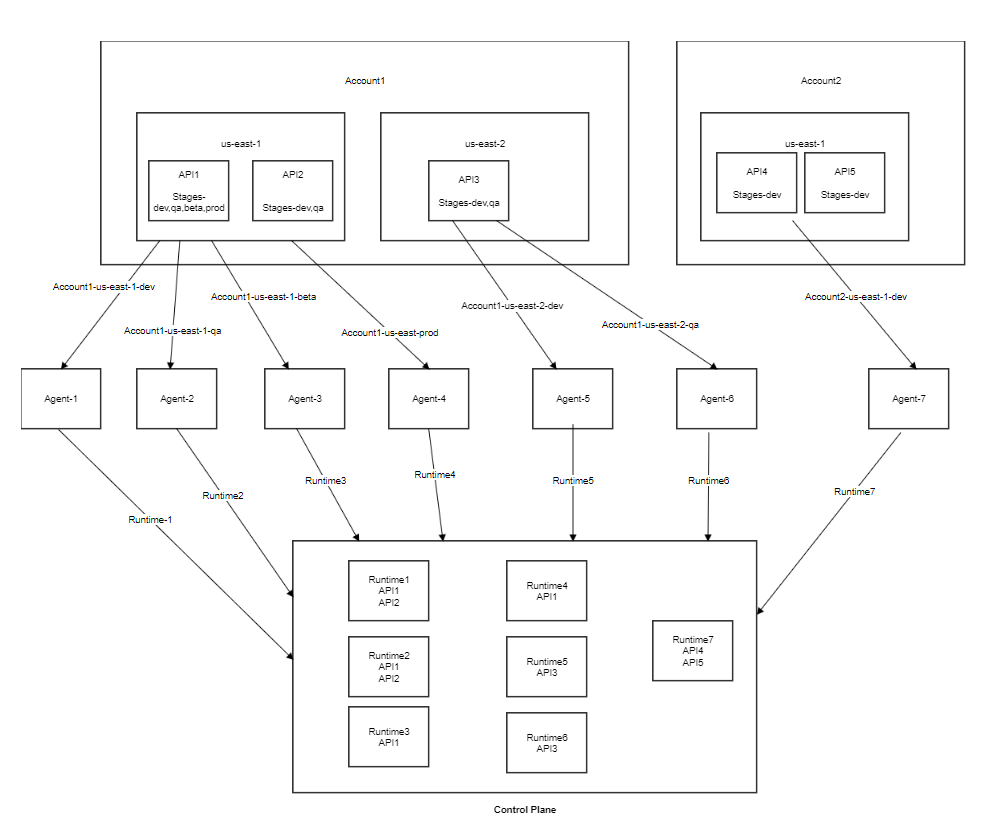 Account1
Account2
us-east-1
us-east-2
us-east-1
API1
Stages-
dev,qa,beta,prod
API2
Stages-dev,qa
API3
Stages-dev,qa
API4
Stages-dev
API5
Stages-dev
Account1-us-east-1-dev
Account1-us-east-1-qa
Account1-us-east-1-beta
Account1-us-east-prod
Account1-us-east-2-dev
Account1-us-east-2-qa
Account2-us-east-1-dev
Agent-1
Agent-2
Agent-3
Agent-4
Agent-5
Agent-6
Agent-7
Runtime-1
Runtime2
Runtime3
Runtime4
Runtime5
Runtime6
Runtime7
Runtime1
API1
API2
Runtime2
API1
API2
Runtime3
API1
Runtime4
API1
Runtime5
API3
Runtime6
API3
Runtime7
API4
API5
Control Plane